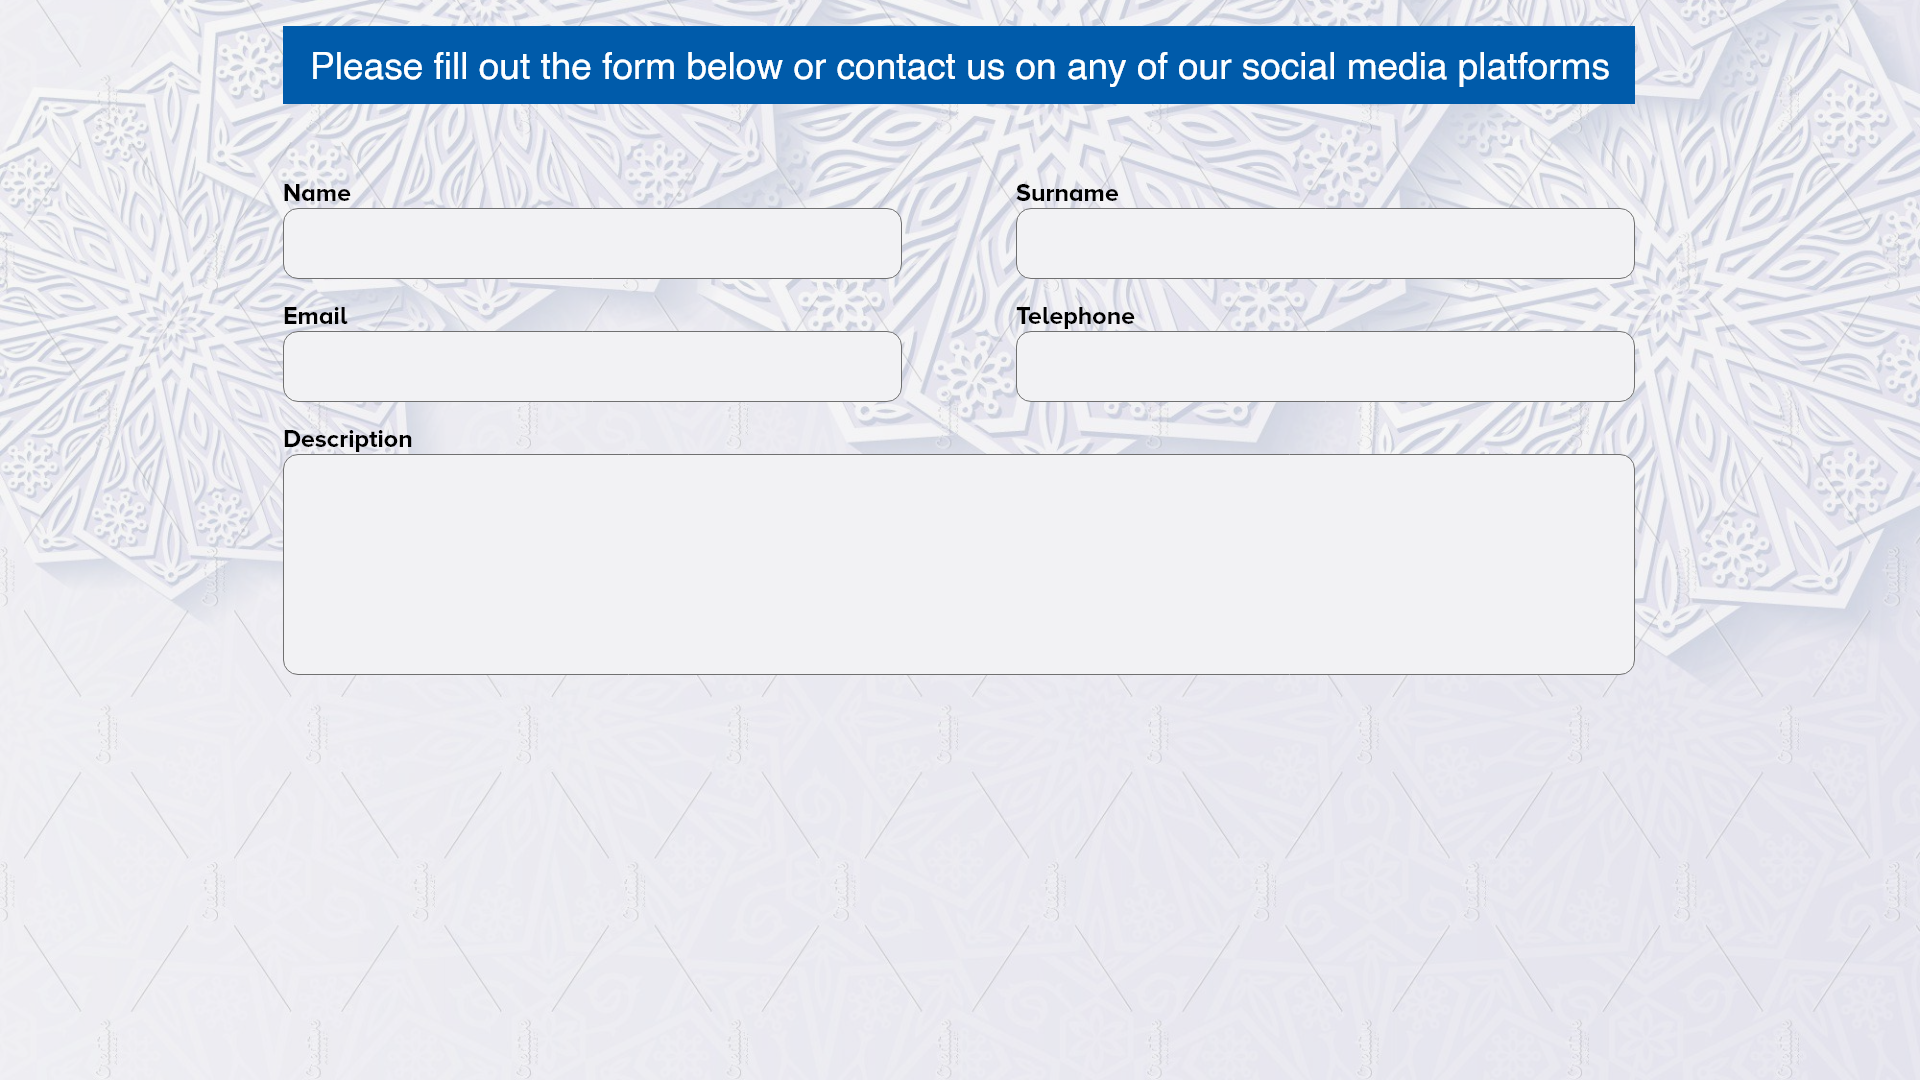 Please fill out the form below or contact us on any of our social media platforms
Name
Surname
Email
Telephone
Description